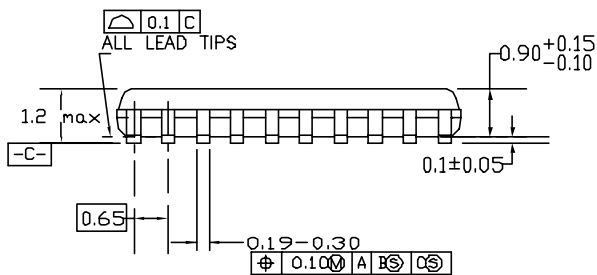 ⌓ 0.1 C
ALL LEAD TIPS
0.90 +0.15
-0.10
1.2 max
-C-
0.1±0.05
0.65
0.19-0.30
⌖ 0.10Ⓜ A BⓈ CⓈ